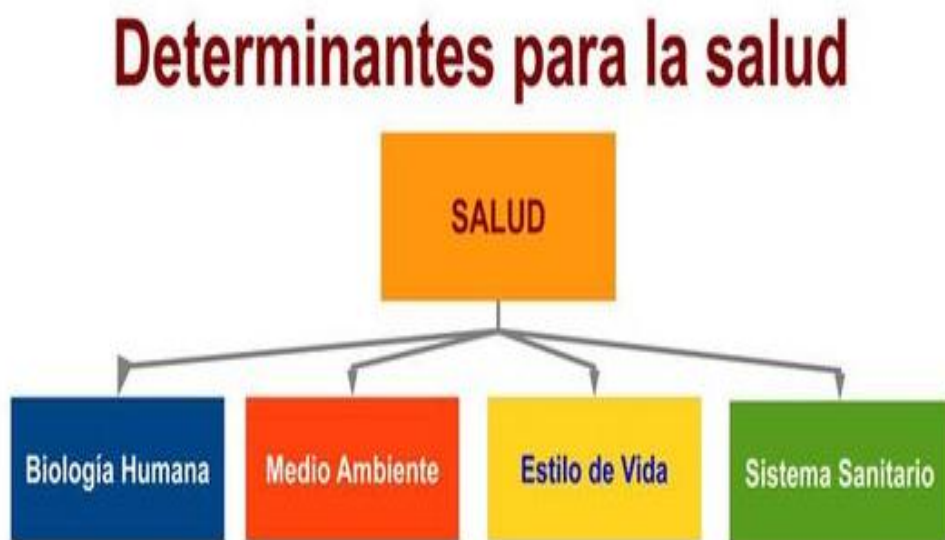 Determinantes para la salud
SALUD
Biología Humana
Medio Ambiente
Estilo de Vida
Sistema Sanitario